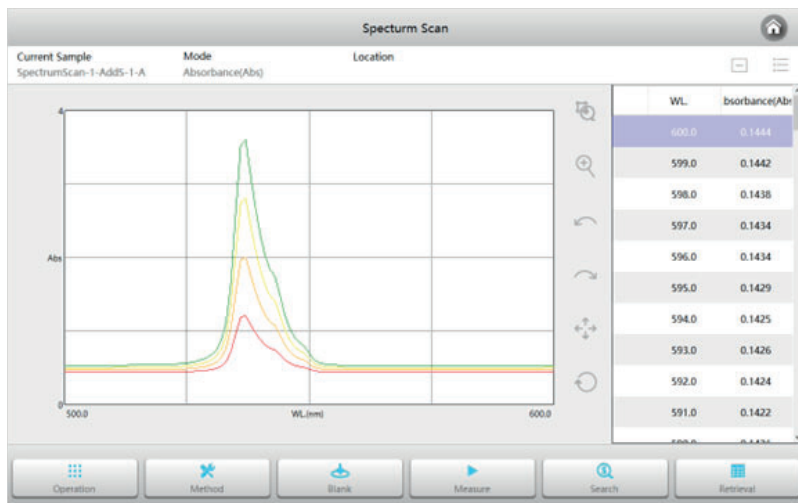 Specturm Scan
Current Sample
SpectrumScan-1-AddS-1-A
Mode
Absorbance(Abs)
Location
4
Abs
0
500.0
WL.(nm)
600.0
WL. bsorbance(Abs
600.0 0.1444
599.0 0.1442
598.0 0.1438
597.0 0.1434
596.0 0.1434
595.0 0.1429
594.0 0.1425
593.0 0.1426
592.0 0.1424
591.0 0.1422
Operation
Method
Blank
Measure
Search
Retrieval